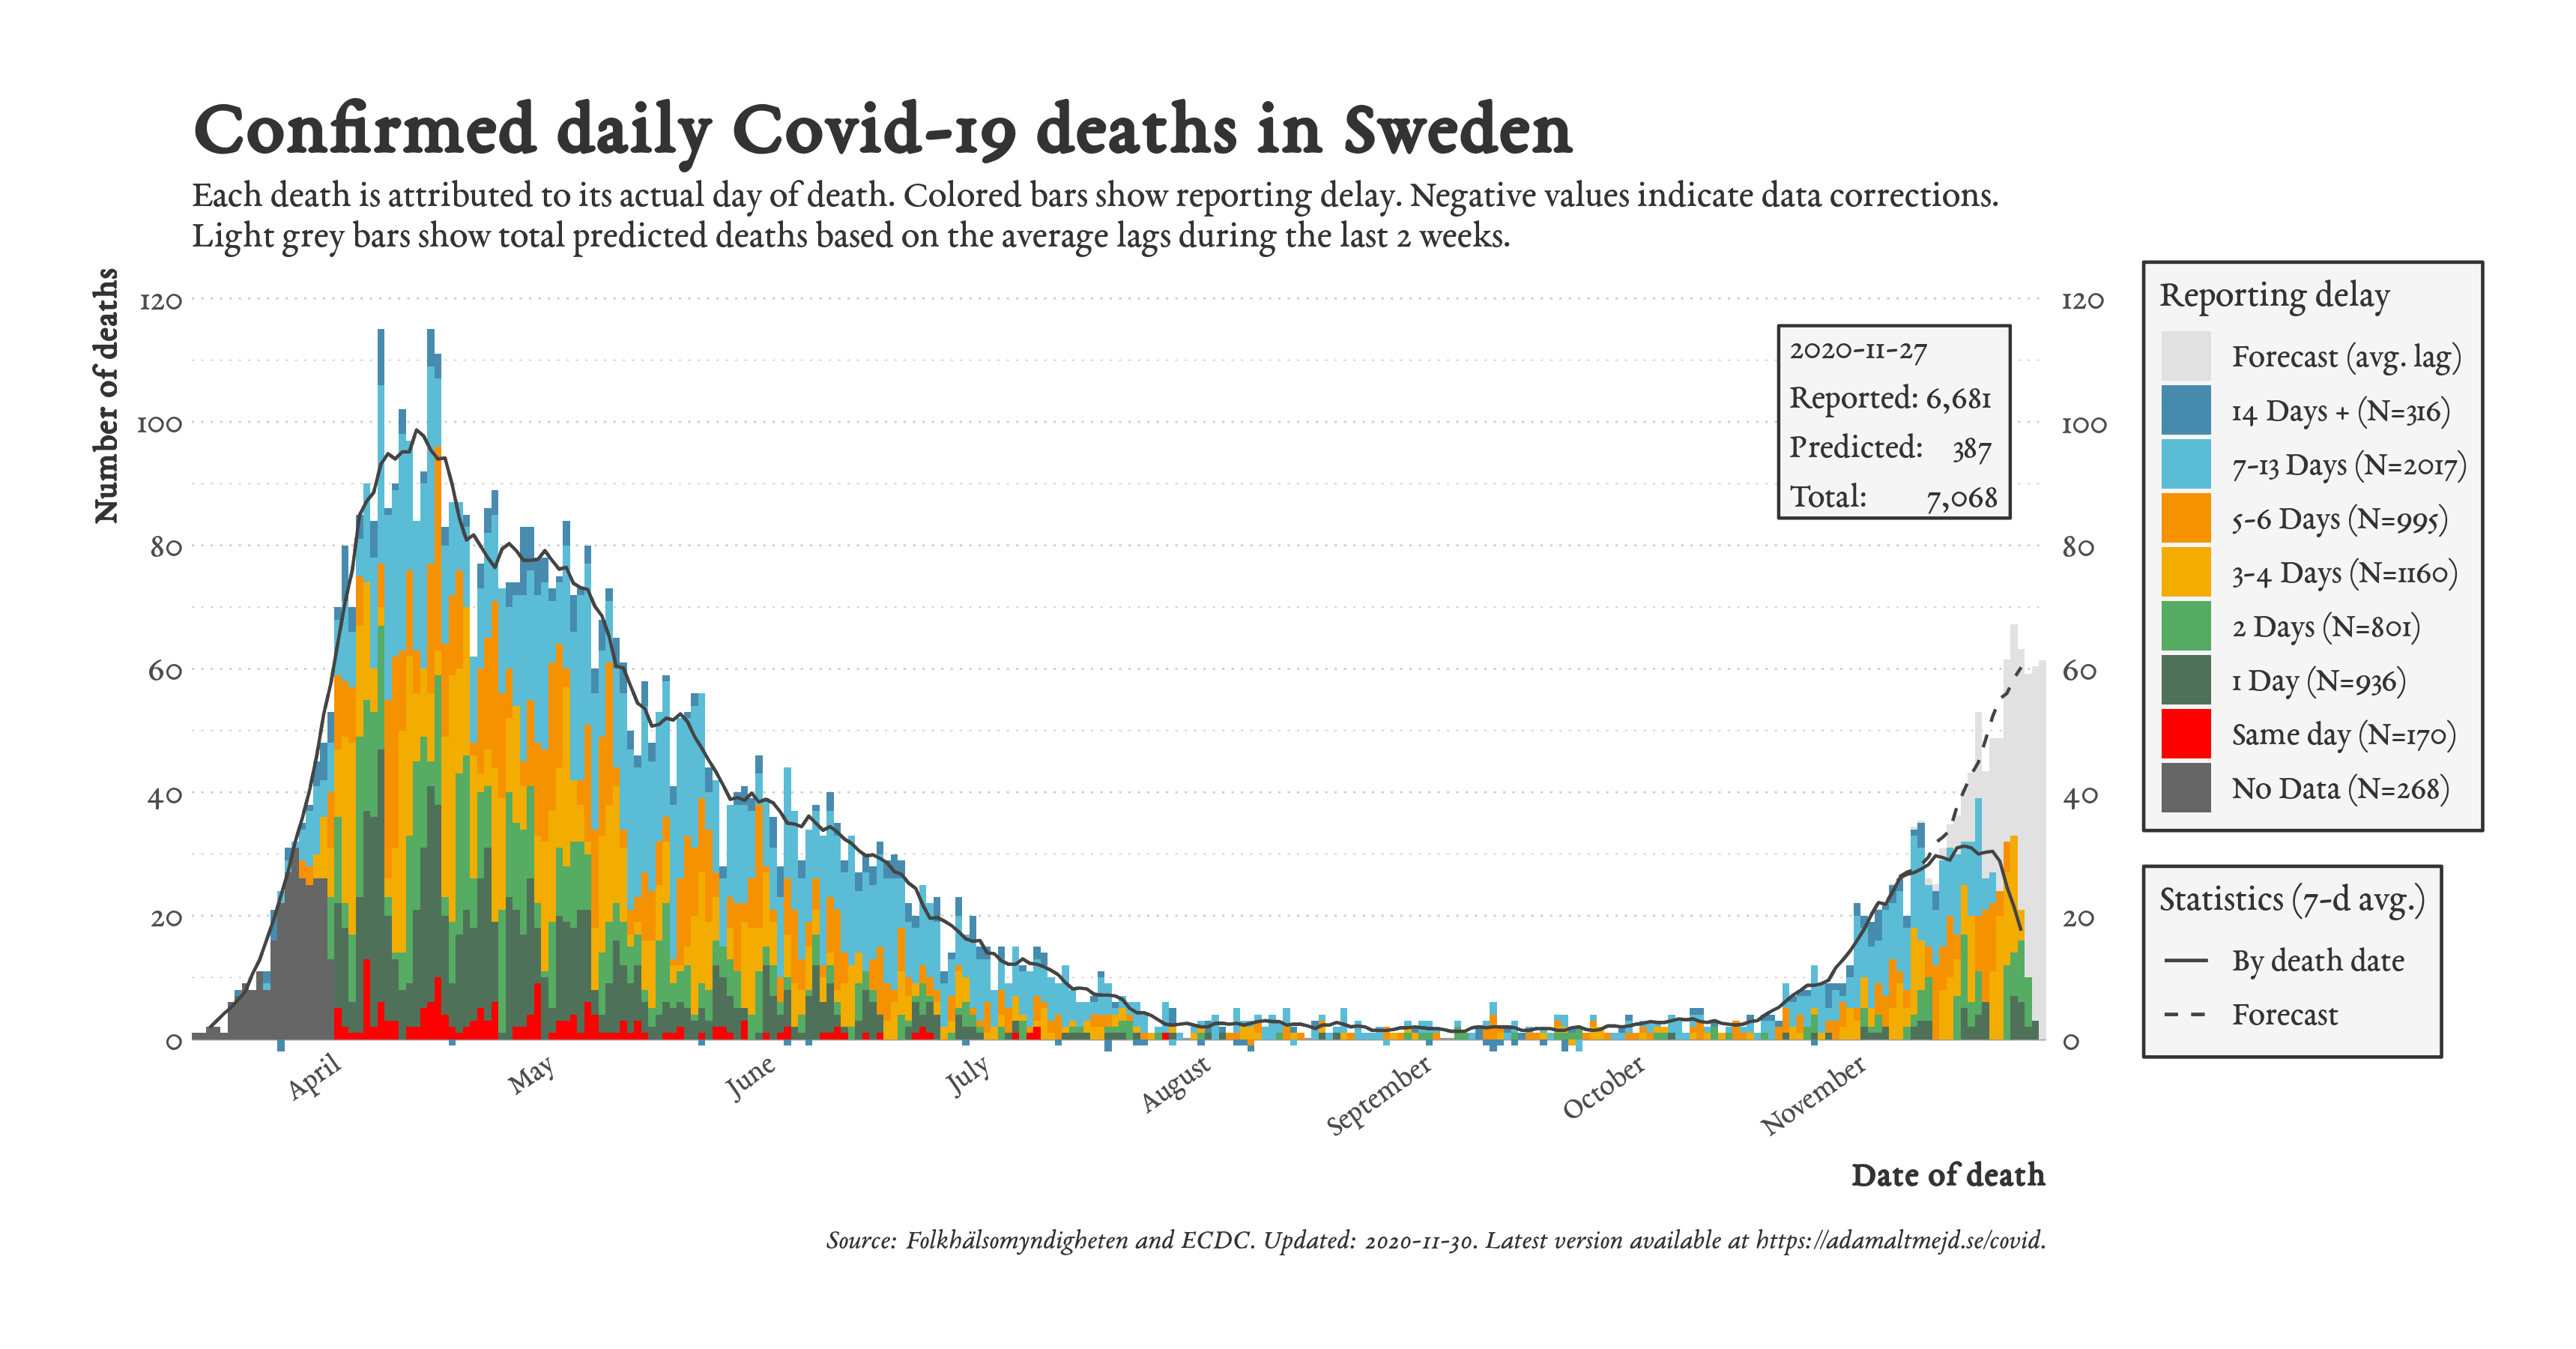 Confirmed daily Covid-19 deaths in Sweden
Each death is attributed to its actual day of death. Colored bars show reporting delay. Negative values indicate data corrections.
Light grey bars show total predicted deaths based on the average lags during the last 2 weeks.
Number of deaths
120
100
80
60
40
20
0
2020-11-27
Reported: 6,681
Predicted: 387
Total: 7,068
120
100
80
60
40
20
0
April
May
June
July
August
September
October
November
Date of death
Reporting delay
Forecast (avg. lag)
14 Days + (N=316)
7-13 Days (N=2017)
5-6 Days (N=995)
3-4 Days (N=1160)
2 Days (N=801)
1 Day (N=936)
Same day (N=170)
No Data (N=268)
Statistics (7-d avg.)
By death date
Forecast
Source: Folkhälsomyndigheten and ECDC. Updated: 2020-11-30. Latest version available at https://adamaltmejd.se/covid.